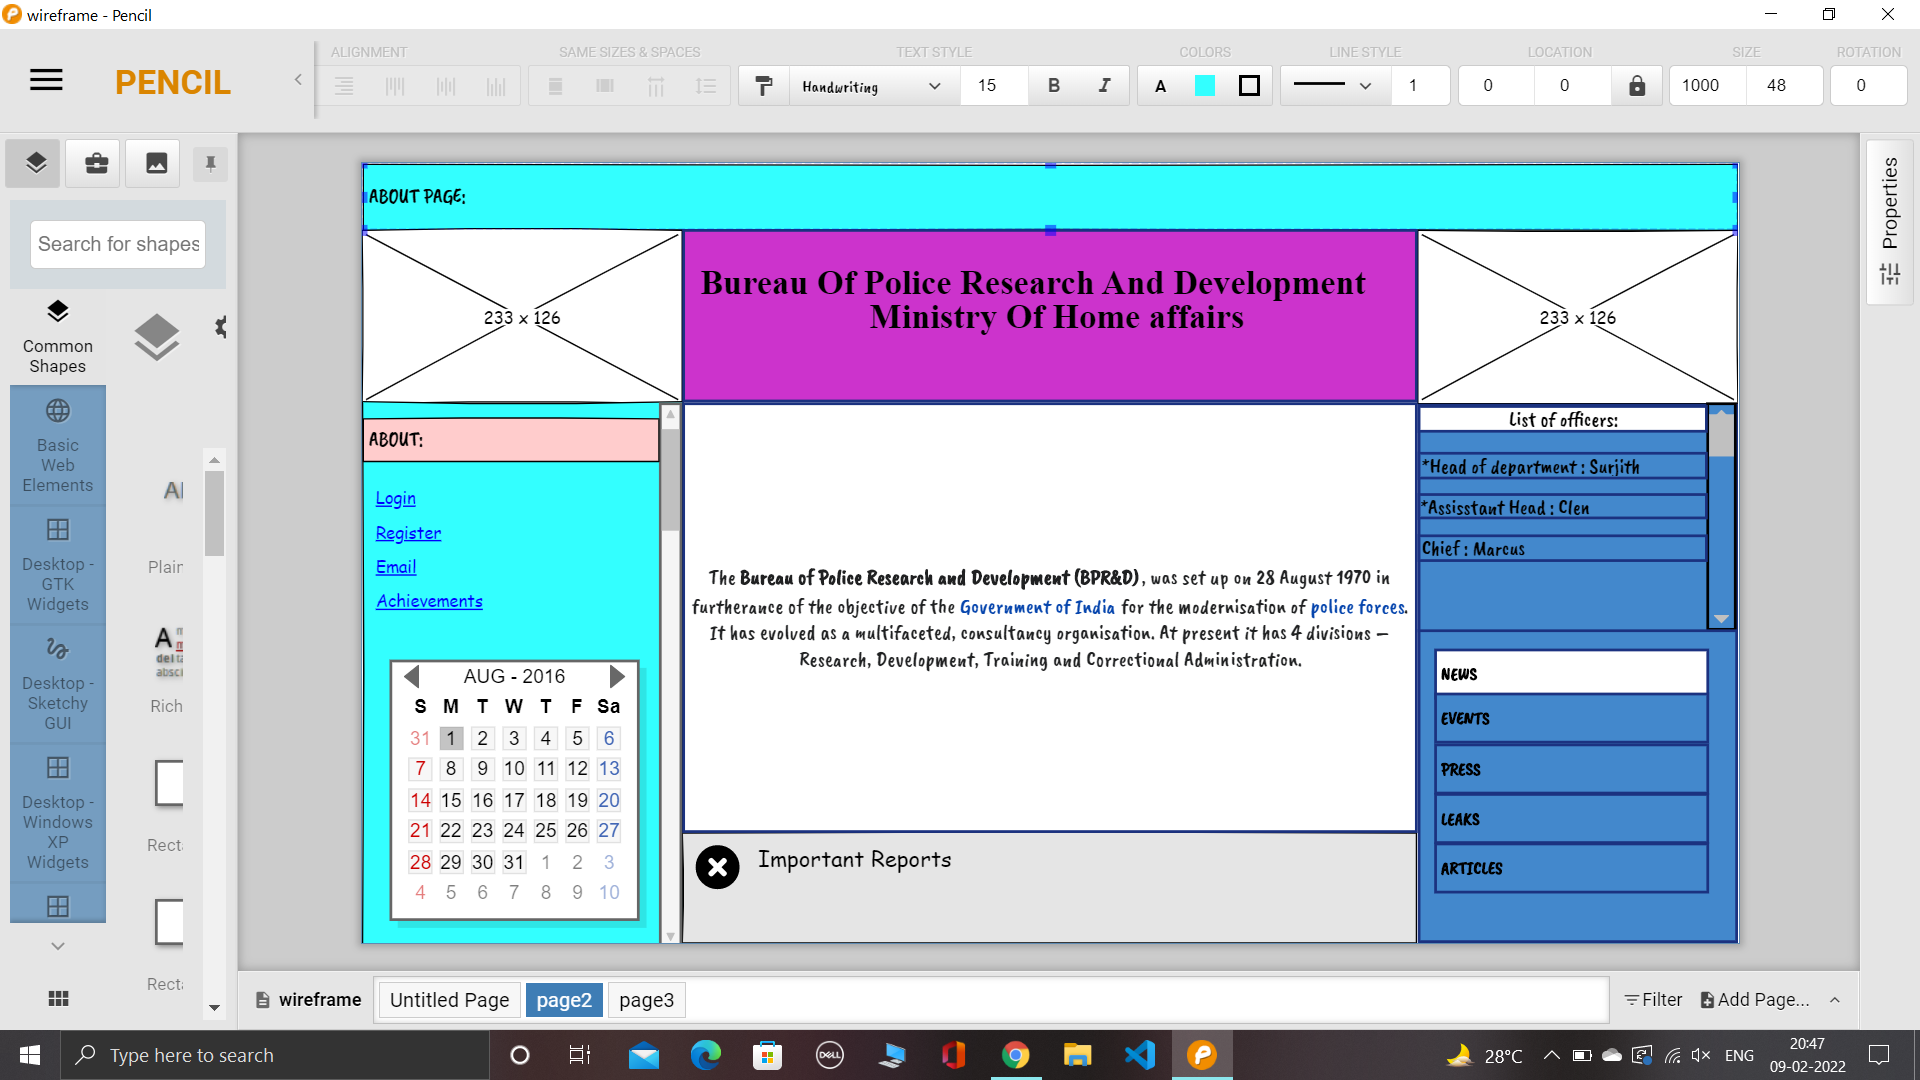 wireframe - Pencil
ALIGNMENT SAME SIZES & SPACES TEXT STYLE COLORS LINE STYLE LOCATION SIZE ROTATION
PENCIL
Handwriting 15 B I A 1 0 0 1000 48 0
Search for shapes
Common Shapes
Basic Web Elements
Desktop - GTK Widgets
Desktop - Sketchy GUI
Desktop - Windows XP Widgets
Plain
Rich
Properties
ABOUT PAGE:
233 x 126
Bureau Of Police Research And Development
Ministry Of Home affairs
233 x 126
ABOUT:
Login
Register
Email
Achievements
AUG - 2016
S M T W T F Sa
31 1 2 3 4 5 6
7 8 9 10 11 12 13
14 15 16 17 18 19 20
21 22 23 24 25 26 27
28 29 30 31 1 2 3
4 5 6 7 8 9 10
The Bureau of Police Research and Development (BPR&D), was set up on 28 August 1970 in
furtherance of the objective of the Government of India for the modernisation of police forces.
It has evolved as a multifaceted, consultancy organisation. At present it has 4 divisions –
Research, Development, Training and Correctional Administration.
Important Reports
List of officers:
*Head of department : Surjith
*Assisstant Head : Clen
Chief : Marcus
NEWS
EVENTS
PRESS
LEAKS
ARTICLES
wireframe Untitled Page page2 page3 Filter Add Page...
Type here to search
DELL
28°C ENG 20:47
09-02-2022